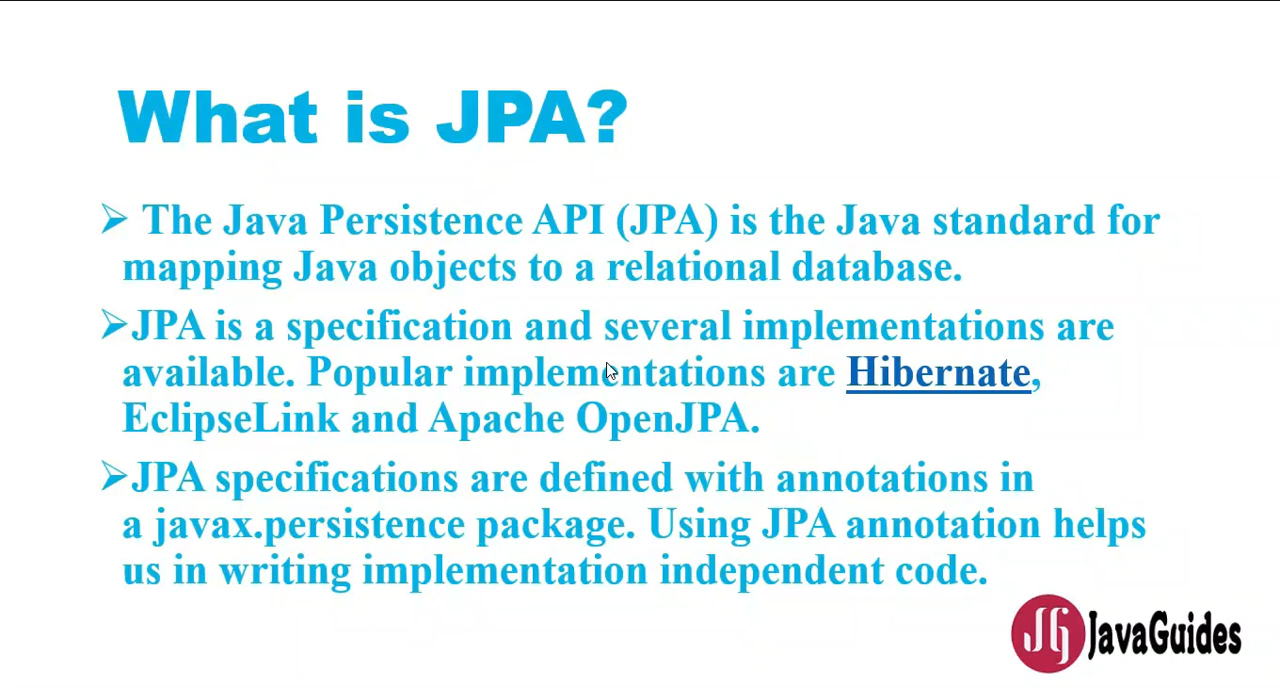 What is JPA?
➢ The Java Persistence API (JPA) is the Java standard for
mapping Java objects to a relational database.
➢JPA is a specification and several implementations are
available. Popular implementations are Hibernate,
EclipseLink and Apache OpenJPA.
➢JPA specifications are defined with annotations in
a javax.persistence package. Using JPA annotation helps
us in writing implementation independent code.
JG JavaGuides